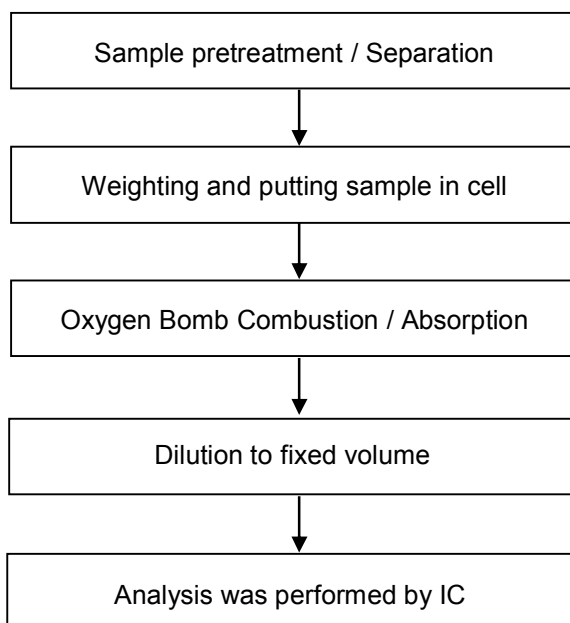 Sample pretreatment / Separation
Weighting and putting sample in cell
Oxygen Bomb Combustion / Absorption
Dilution to fixed volume
Analysis was performed by IC